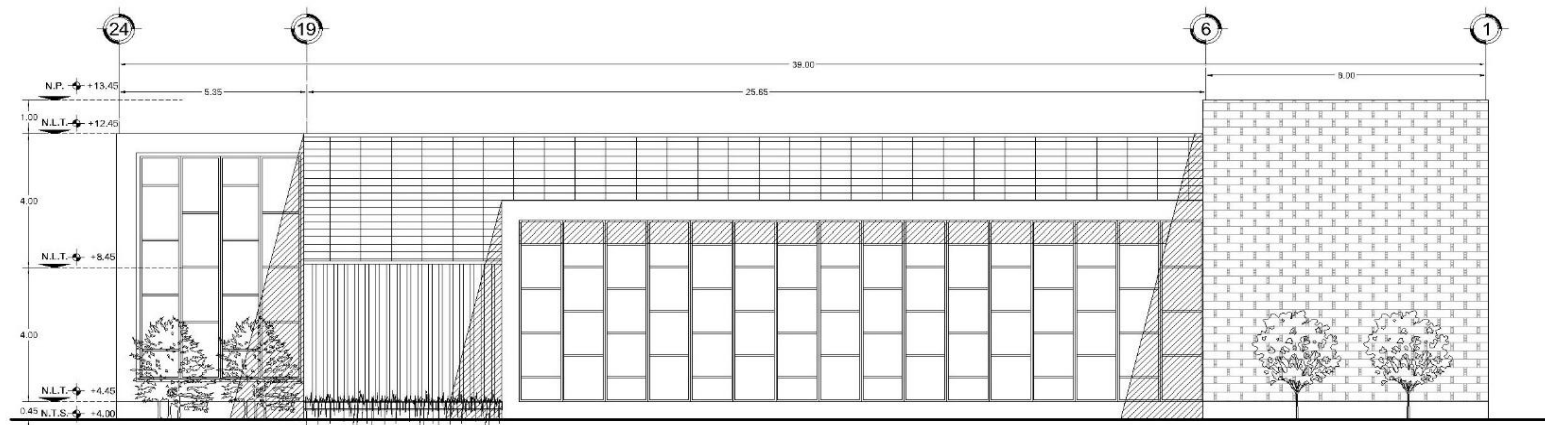 24 19 6 1
39.00
N.P. +13.45
5.35 25.65 8.00
1.00
N.L.T. +12.45
4.00
N.L.T. +8.45
4.00
N.L.T. +4.45
0.45 N.T.S. +4.00